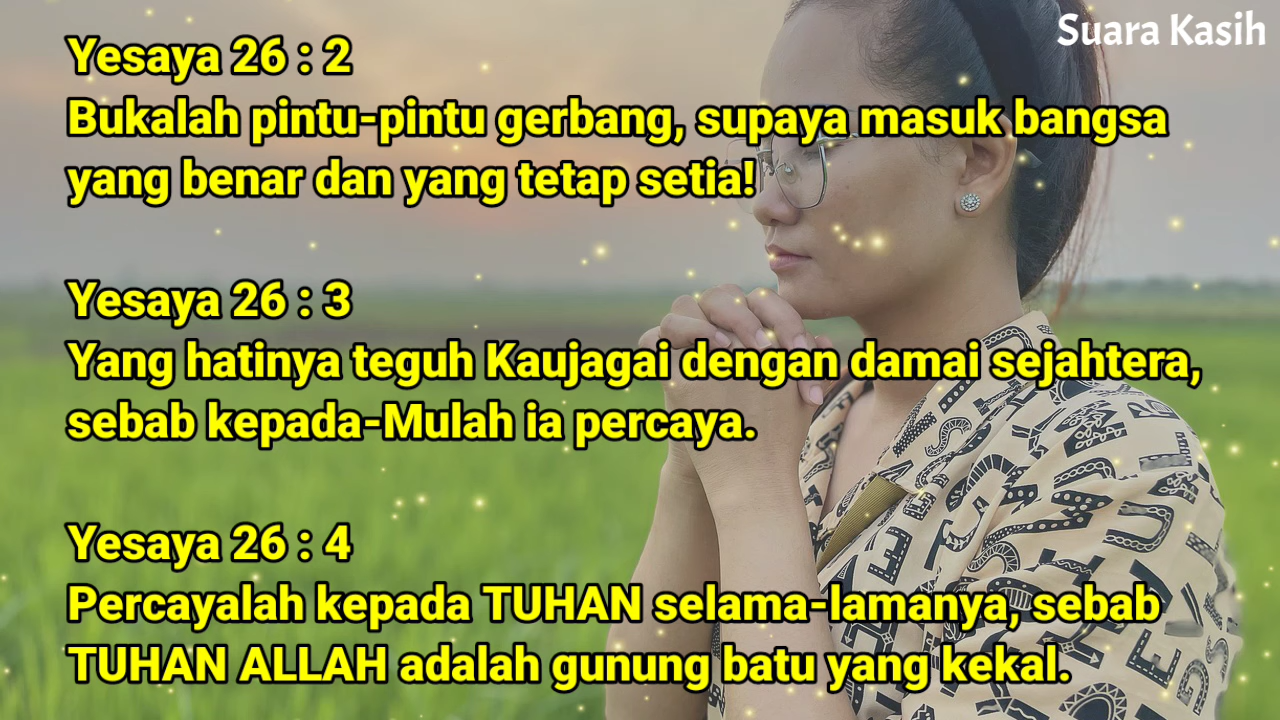 Suara Kasih
Yesaya 26 : 2
Bukalah pintu-pintu gerbang, supaya masuk bangsa
yang benar dan yang tetap setia!
Yesaya 26 : 3
Yang hatinya teguh Kaujagai dengan damai sejahtera,
sebab kepada-Mulah ia percaya.
Yesaya 26 : 4
Percayalah kepada TUHAN selama-lamanya, sebab
TUHAN ALLAH adalah gunung batu yang kekal.